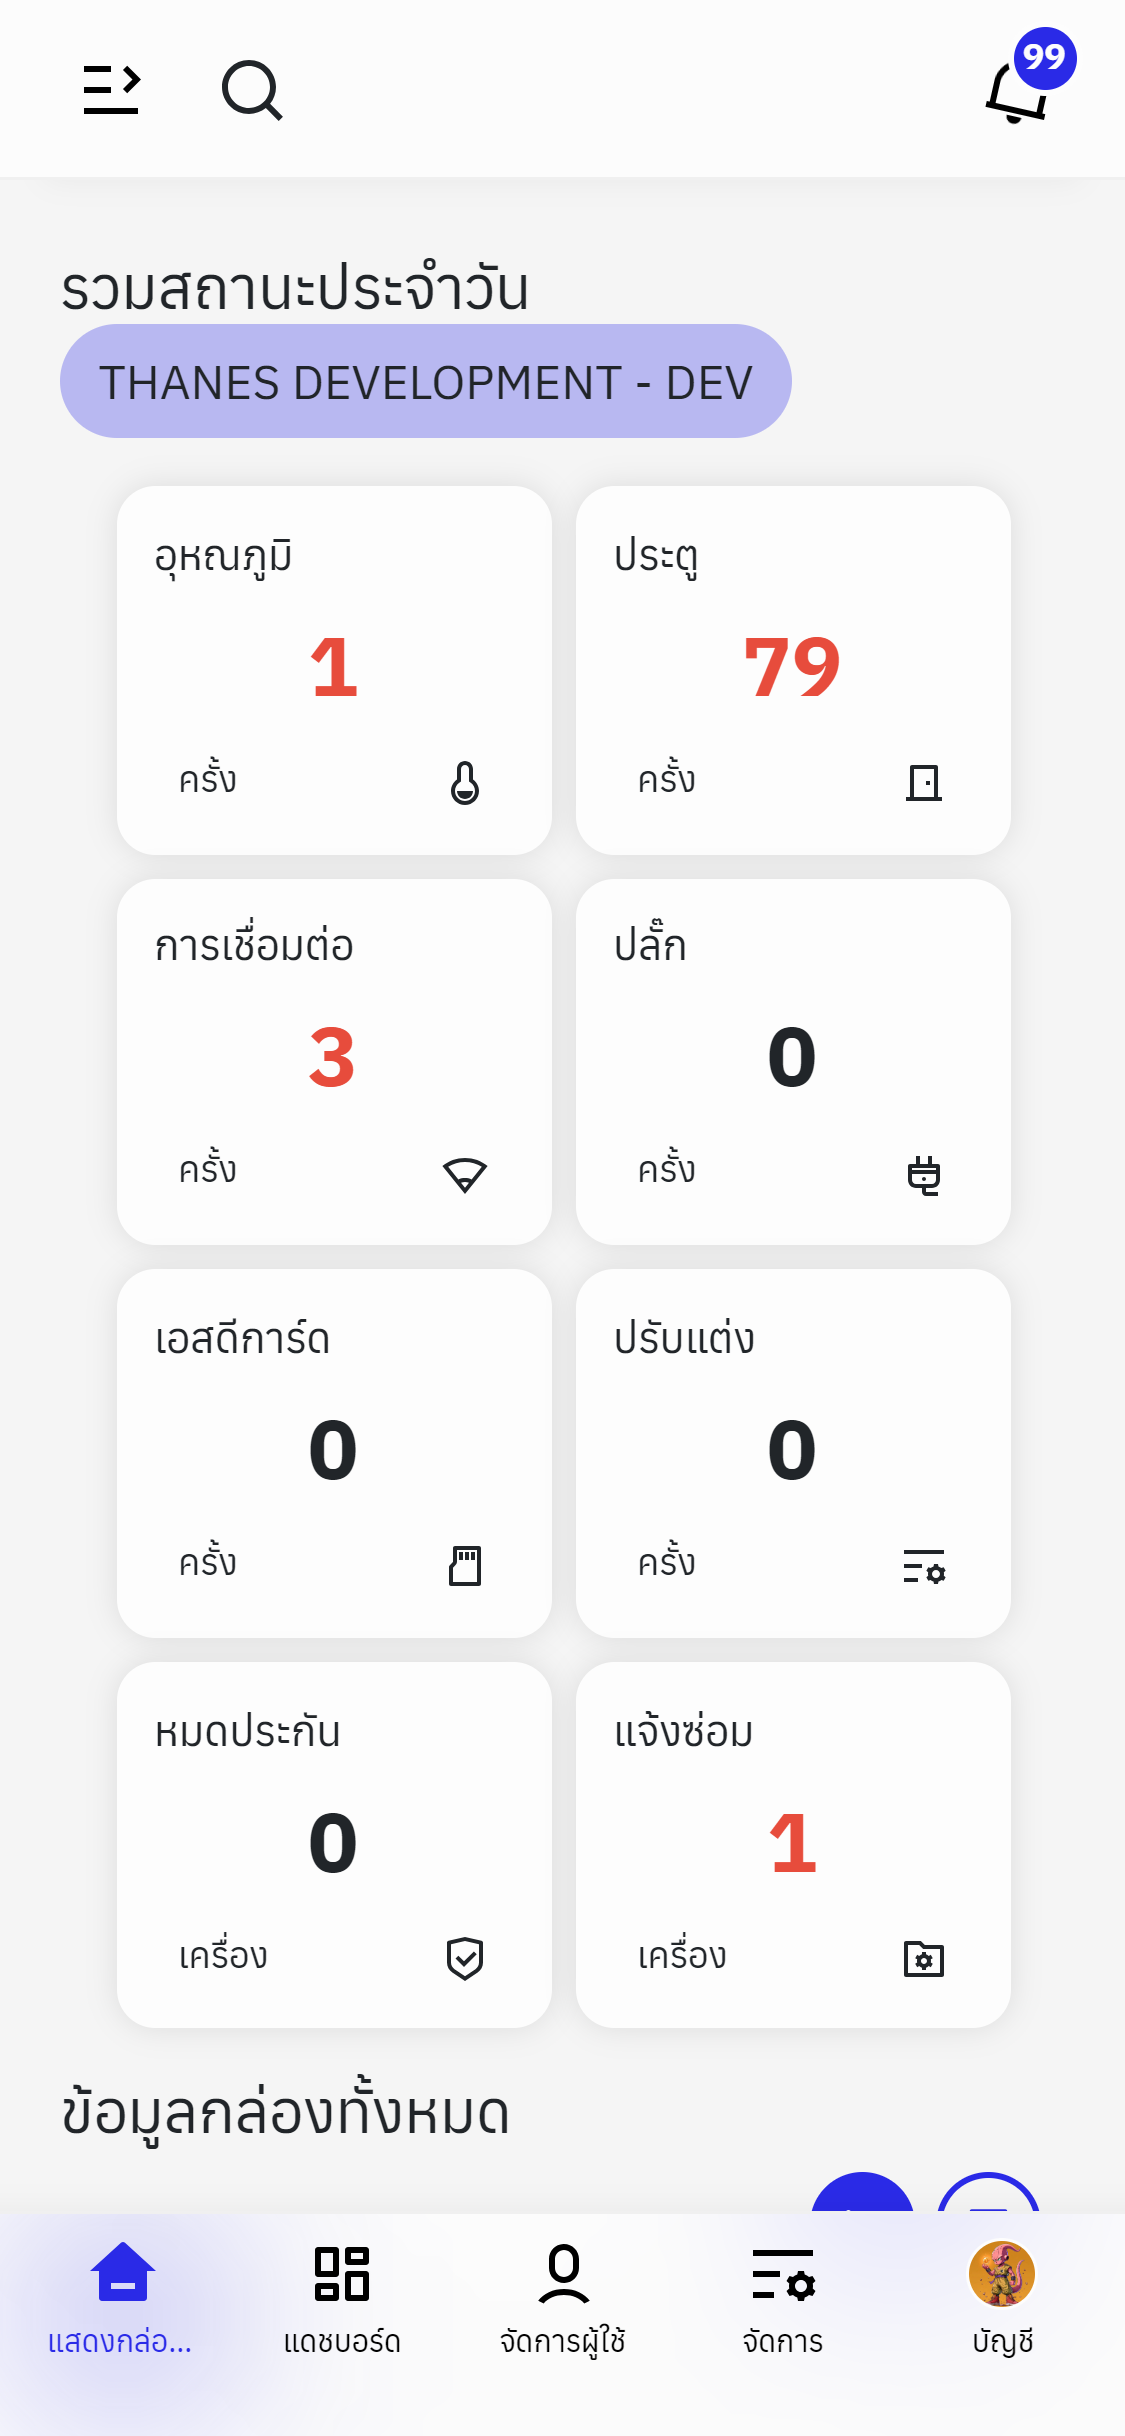 99
รวมสถานะประจำวัน
THANES DEVELOPMENT - DEV
อุหณภูมิ
1
ครั้ง
ประตู
79
ครั้ง
การเชื่อมต่อ
3
ครั้ง
ปลั๊ก
0
ครั้ง
เอสดีการ์ด
0
ครั้ง
ปรับแต่ง
0
ครั้ง
หมดประกัน
0
เครื่อง
แจ้งซ่อม
1
เครื่อง
ข้อมูลกล่องทั้งหมด
แสดงกล่อ...
แดชบอร์ด
จัดการผู้ใช้
จัดการ
บัญชี